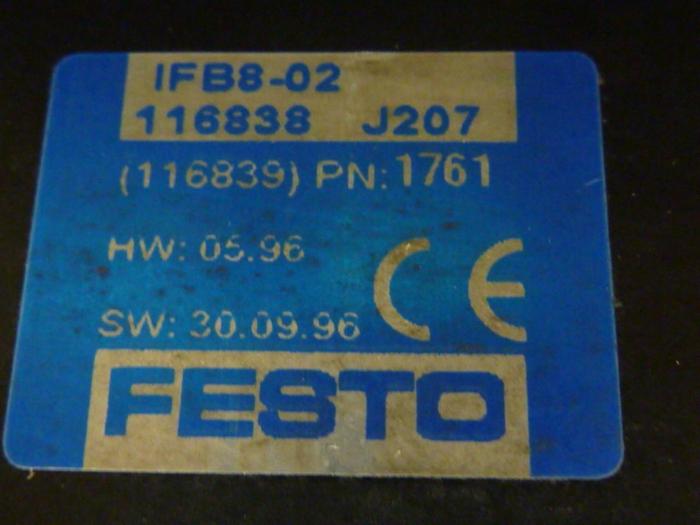 IFB8-02
116838 J207
(116839) PN: 1761
HW: 05.96
CE
SW: 30.09.96
FESTO